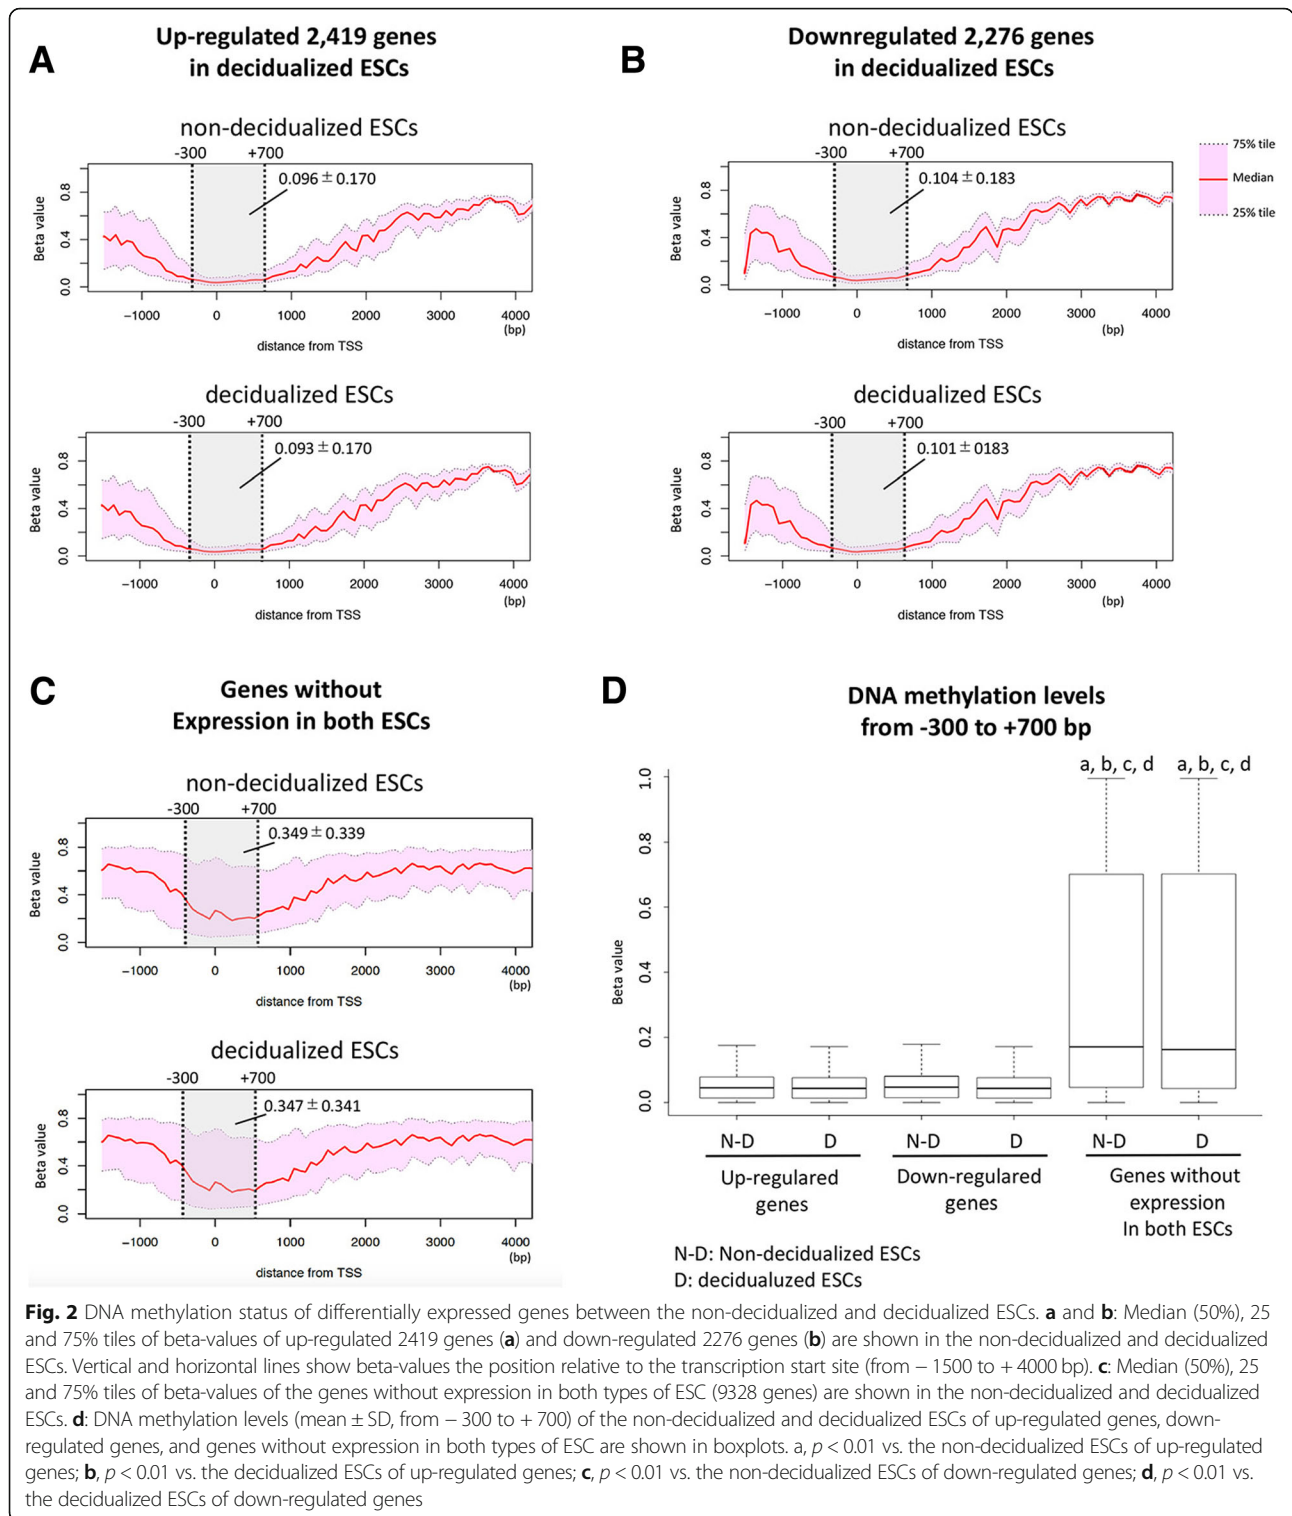 A
Up-regulated 2,419 genes
in decidualized ESCs
non-decidualized ESCs
-300 +700
0.096 ± 0.170
Beta value
0.8
0.4
0.0
−1000 0 1000 2000 3000 4000
(bp)
distance from TSS
decidualized ESCs
-300 +700
0.093 ± 0.170
Beta value
0.8
0.4
0.0
−1000 0 1000 2000 3000 4000
(bp)
distance from TSS
B
Downregulated 2,276 genes
in decidualized ESCs
non-decidualized ESCs
-300 +700
0.104 ± 0.183
Beta value
0.8
0.4
0.0
−1000 0 1000 2000 3000 4000
(bp)
distance from TSS
75% tile
Median
25% tile
decidualized ESCs
-300 +700
0.101 ± 0183
Beta value
0.8
0.4
0.0
−1000 0 1000 2000 3000 4000
(bp)
distance from TSS
C
Genes without
Expression in both ESCs
non-decidualized ESCs
-300 +700
0.349 ± 0.339
Beta value
0.8
0.4
0.0
−1000 0 1000 2000 3000 4000
(bp)
distance from TSS
decidualized ESCs
-300 +700
0.347 ± 0.341
Beta value
0.8
0.4
0.0
−1000 0 1000 2000 3000 4000
(bp)
distance from TSS
D
DNA methylation levels
from -300 to +700 bp
a, b, c, d a, b, c, d
Beta value
1.0
0.8
0.6
0.4
0.2
0.0
N-D D N-D D N-D D
Up-regulared
genes
Down-regulared
genes
Genes without
expression
In both ESCs
N-D: Non-decidualized ESCs
D: decidualuzed ESCs
Fig. 2 DNA methylation status of differentially expressed genes between the non-decidualized and decidualized ESCs. a and b: Median (50%), 25
and 75% tiles of beta-values of up-regulated 2419 genes (a) and down-regulated 2276 genes (b) are shown in the non-decidualized and decidualized
ESCs. Vertical and horizontal lines show beta-values the position relative to the transcription start site (from − 1500 to + 4000 bp). c: Median (50%), 25
and 75% tiles of beta-values of the genes without expression in both types of ESC (9328 genes) are shown in the non-decidualized and decidualized
ESCs. d: DNA methylation levels (mean ± SD, from − 300 to + 700) of the non-decidualized and decidualized ESCs of up-regulated genes, down-
regulated genes, and genes without expression in both types of ESC are shown in boxplots. a, p < 0.01 vs. the non-decidualized ESCs of up-regulated
genes; b, p < 0.01 vs. the decidualized ESCs of up-regulated genes; c, p < 0.01 vs. the non-decidualized ESCs of down-regulated genes; d, p < 0.01 vs.
the decidualized ESCs of down-regulated genes